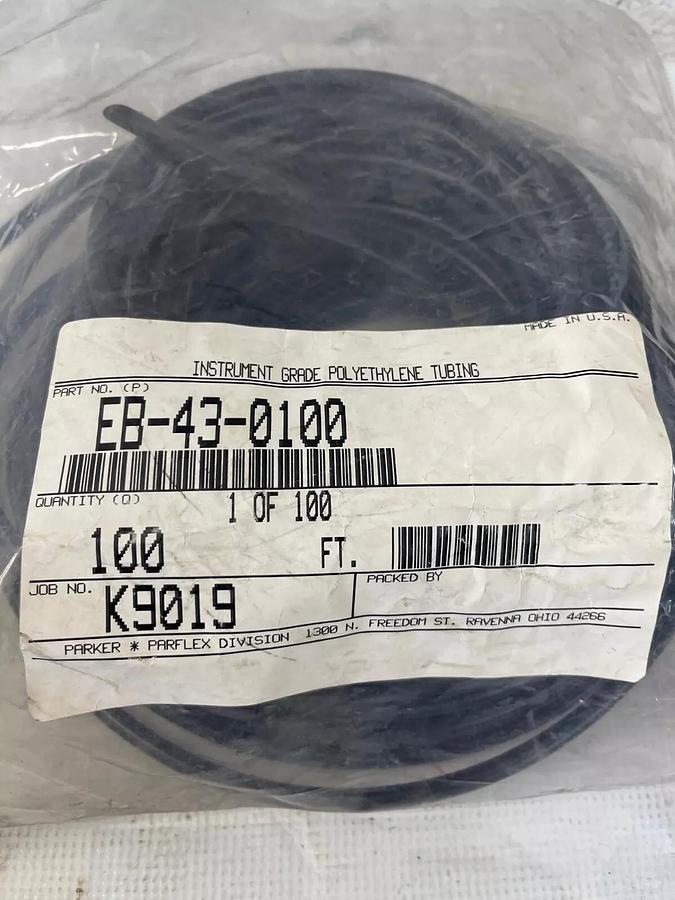 MADE IN U.S.A.
INSTRUMENT GRADE POLYETHYLENE TUBING
PART NO. (P)
EB-43-0100
QUANTITY (Q) 1 OF 100
100 FT.
JOB NO. K9019 PACKED BY
PARKER * PARFLEX DIVISION 1300 N. FREEDOM ST. RAVENNA OHIO 44266